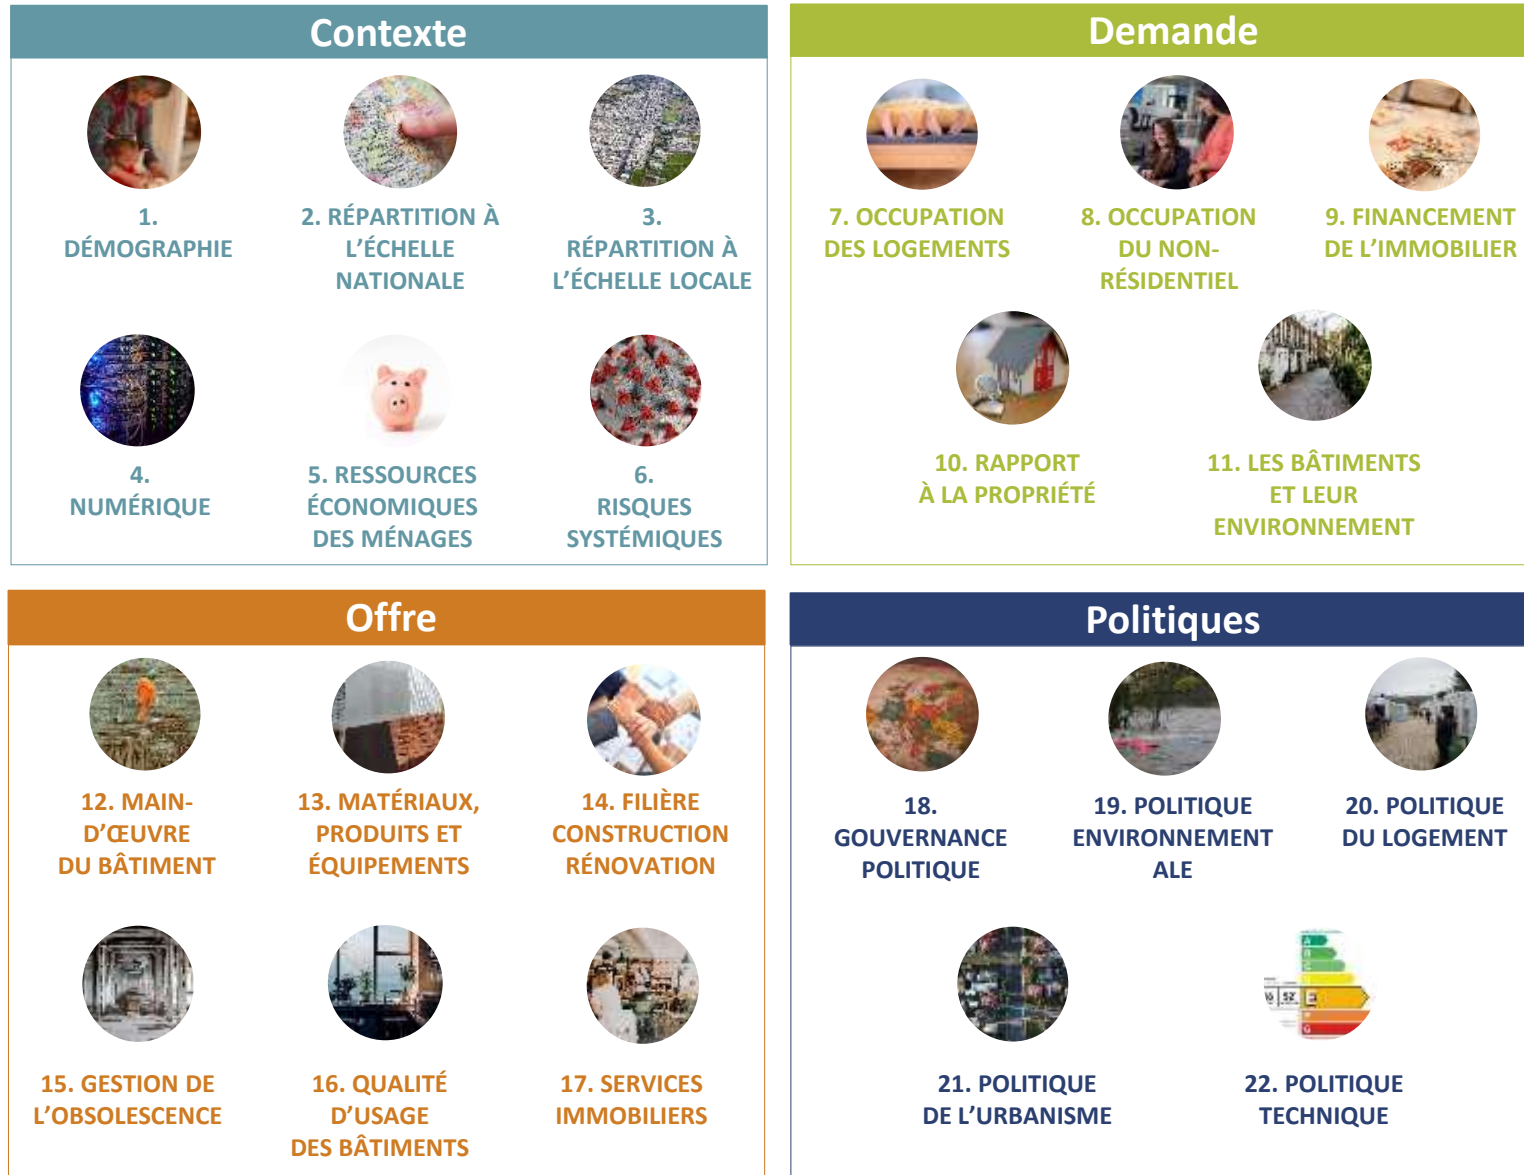 Contexte
1.
DÉMOGRAPHIE
2. RÉPARTITION À
L’ÉCHELLE
NATIONALE
3.
RÉPARTITION À
L’ÉCHELLE LOCALE
4.
NUMÉRIQUE
5. RESSOURCES
ÉCONOMIQUES
DES MÉNAGES
6.
RISQUES
SYSTÉMIQUES
Demande
7. OCCUPATION
DES LOGEMENTS
8. OCCUPATION
DU NON-
RÉSIDENTIEL
9. FINANCEMENT
DE L’IMMOBILIER
10. RAPPORT
À LA PROPRIÉTÉ
11. LES BÂTIMENTS
ET LEUR
ENVIRONNEMENT
Offre
12. MAIN-
D’ŒUVRE
DU BÂTIMENT
13. MATÉRIAUX,
PRODUITS ET
ÉQUIPEMENTS
14. FILIÈRE
CONSTRUCTION
RÉNOVATION
15. GESTION DE
L’OBSOLESCENCE
16. QUALITÉ
D’USAGE
DES BÂTIMENTS
17. SERVICES
IMMOBILIERS
Politiques
18.
GOUVERNANCE
POLITIQUE
19. POLITIQUE
ENVIRONNEMENT
ALE
20. POLITIQUE
DU LOGEMENT
21. POLITIQUE
DE L’URBANISME
22. POLITIQUE
TECHNIQUE